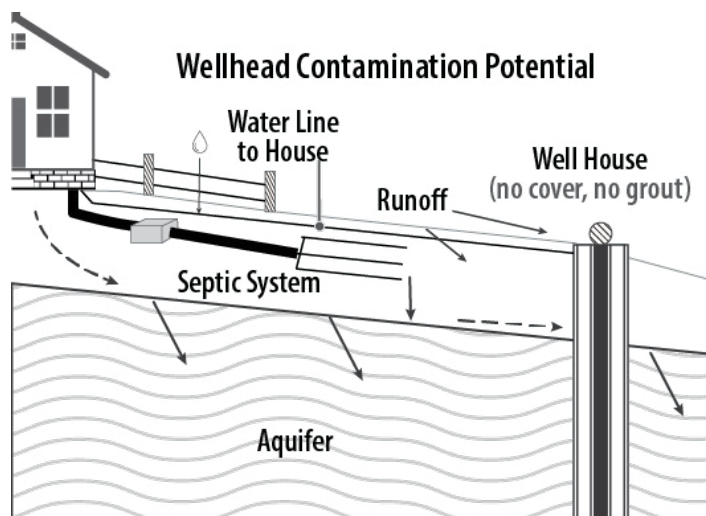 Wellhead Contamination Potential
Water Line
to House
Well House
(no cover, no grout)
Runoff
Septic System
Aquifer